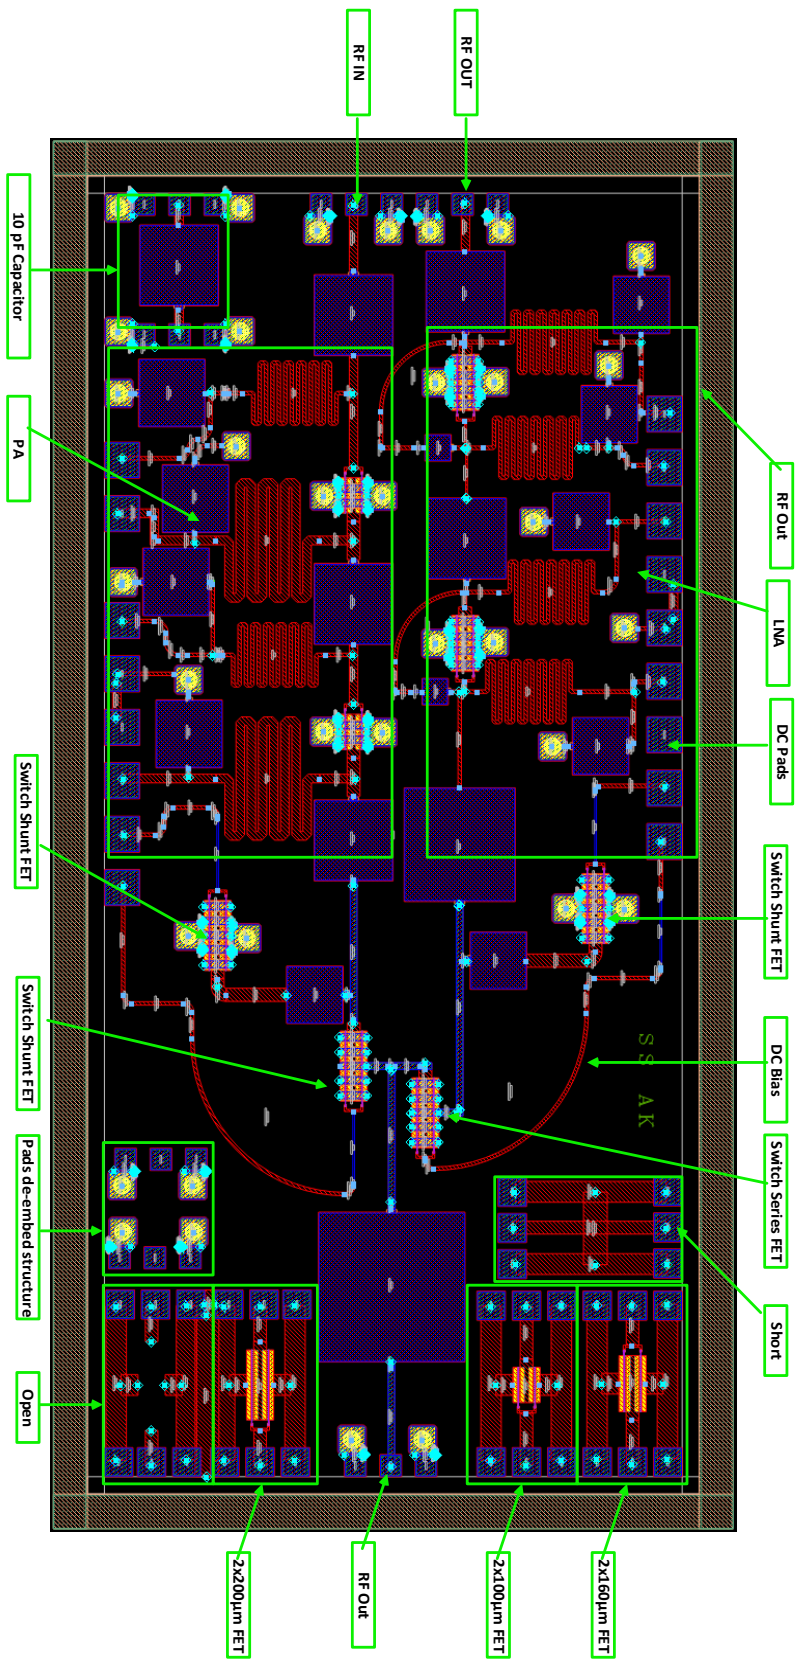 RF IN
RF OUT
10 pF Capacitor
PA
RF Out
LNA
DC Pads
Switch Shunt FET
Switch Shunt FET
Switch Shunt FET
DC Bias
SS AK
Switch Series FET
Pads de-embed structure
Short
Open
2x200μm FET
RF Out
2x100μm FET
2x160μm FET